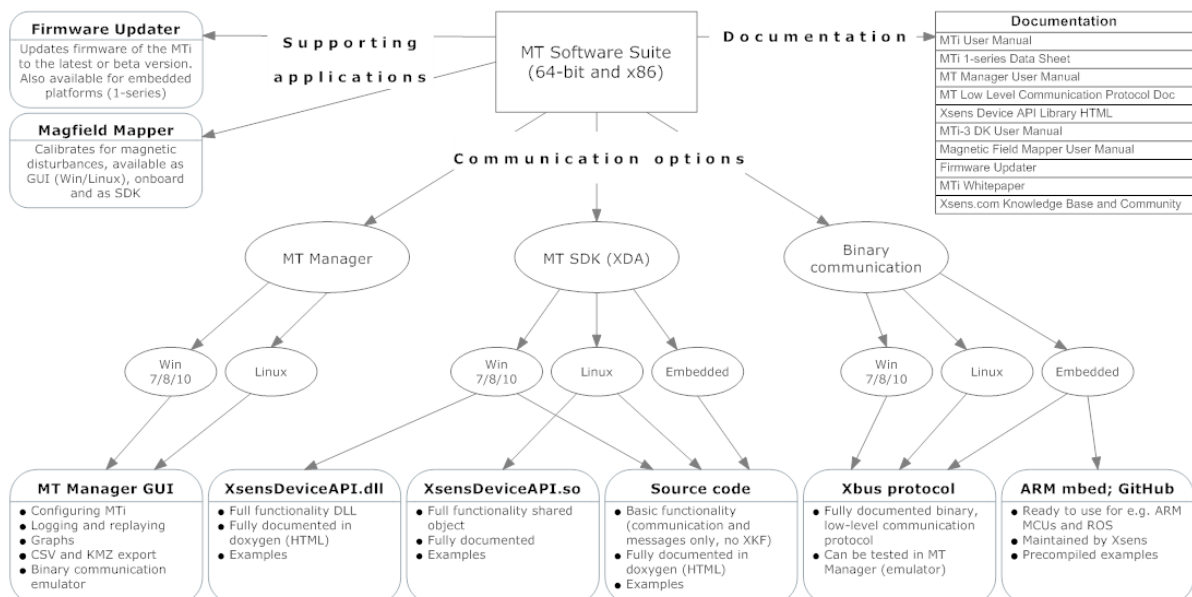 Firmware Updater
Updates firmware of the MTi
to the latest or beta version.
Also available for embedded
platforms (1-series)
Magfield Mapper
Calibrates for magnetic
disturbances, available as
GUI (Win/Linux), onboard
and as SDK
Supporting
applications
MT Software Suite
(64-bit and x86)
Documentation
Documentation
MTi User Manual
MTi 1-series Data Sheet
MT Manager User Manual
MT Low Level Communication Protocol Doc
Xsens Device API Library HTML
MTi-3 DK User Manual
Magnetic Field Mapper User Manual
Firmware Updater
MTi Whitepaper
Xsens.com Knowledge Base and Community
Communication options
MT Manager
MT SDK (XDA)
Binary
communication
Win
7/8/10
Linux
Win
7/8/10
Linux
Embedded
Win
7/8/10
Linux
Embedded
MT Manager GUI
● Configuring MTi
● Logging and replaying
● Graphs
● CSV and KMZ export
● Binary communication
emulator
XsensDeviceAPI.dll
● Full functionality DLL
● Fully documented in
doxygen (HTML)
● Examples
XsensDeviceAPI.so
● Full functionality shared
object
● Fully documented
● Examples
Source code
● Basic functionality
(communication and
messages only, no XKF)
● Fully documented in
doxygen (HTML)
● Examples
Xbus protocol
● Fully documented binary,
low-level communication
protocol
● Can be tested in MT
Manager (emulator)
ARM mbed; GitHub
● Ready to use for e.g. ARM
MCUs and ROS
● Maintained by Xsens
● Precompiled examples